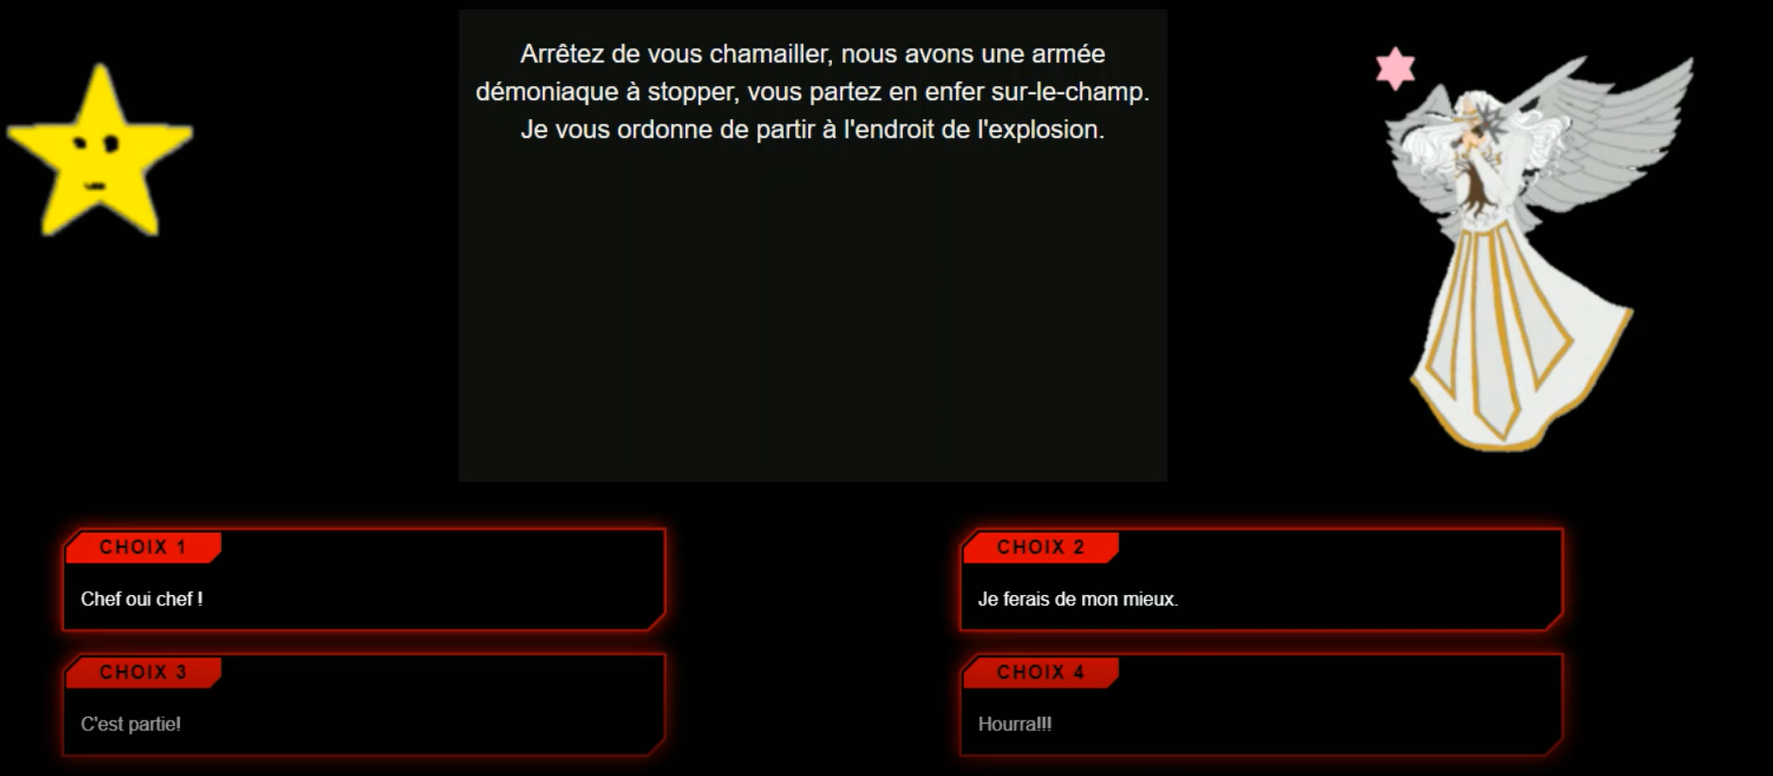 Arrêtez de vous chamailler, nous avons une armée
démoniaque à stopper, vous partez en enfer sur-le-champ.
Je vous ordonne de partir à l'endroit de l'explosion.
CHOIX 1
Chef oui chef !
CHOIX 2
Je ferais de mon mieux.
CHOIX 3
C'est partie!
CHOIX 4
Hourra!!!